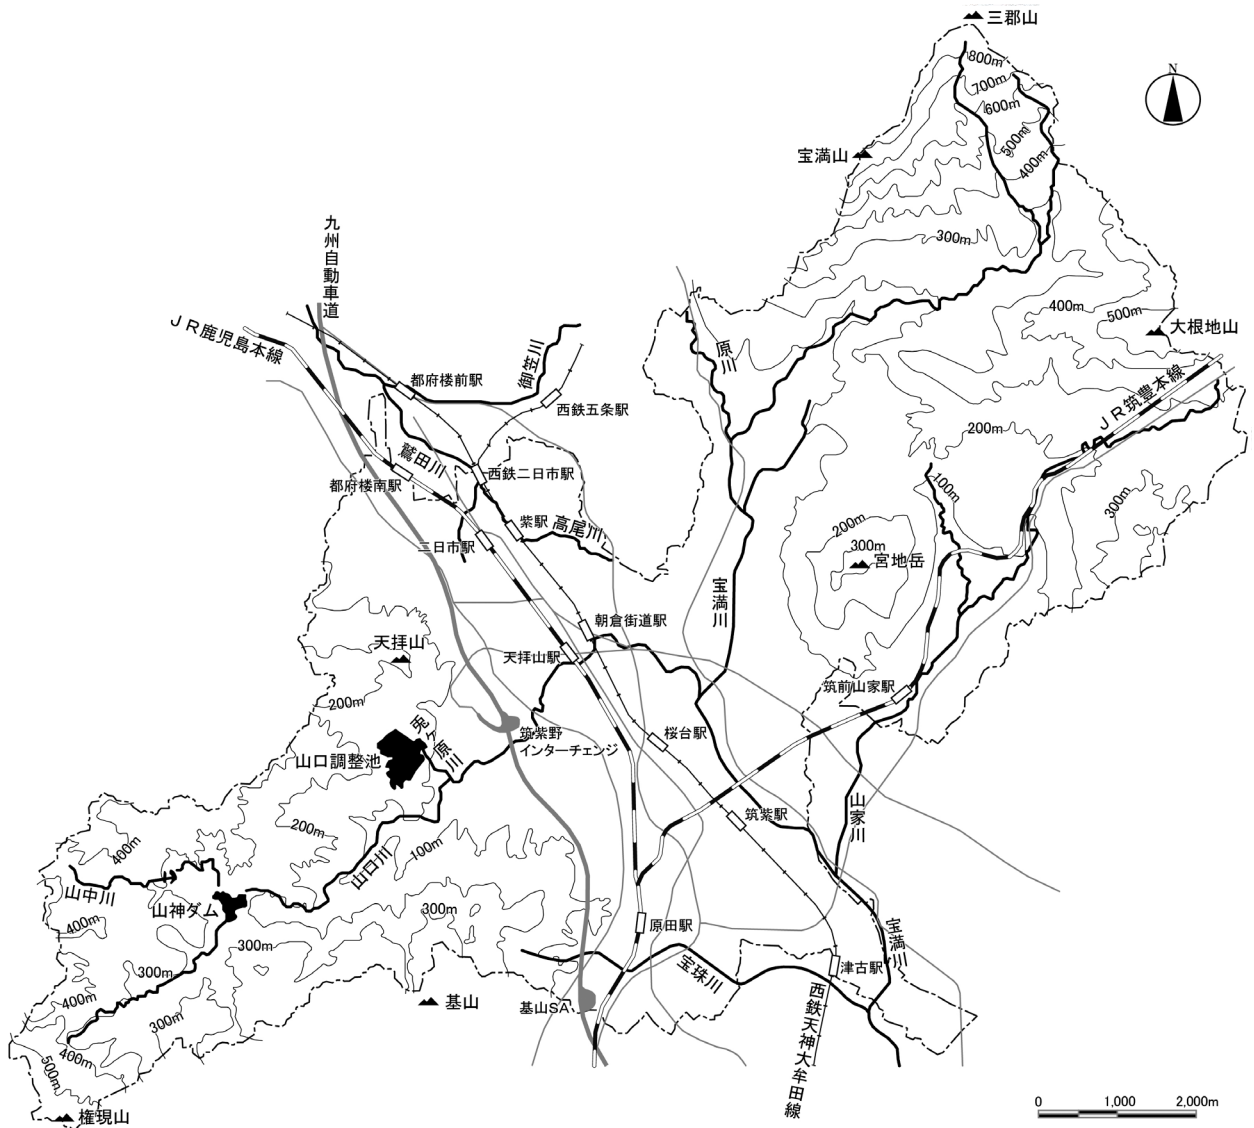 三郡山
800m
N
700m
600m
500m
宝満山
400m
九州自動車道
300m
400m
500m
大根地山
ＪＲ鹿児島本線
原川
御笠川
都府楼前駅
ＪＲ筑豊本線
西鉄五条駅
200m
鷲田川
西鉄二日市駅
都府楼南駅
100m
300m
紫駅
高尾川
200m
二日市駅
300m
宮地岳
宝満川
朝倉街道駅
天拝山
天拝山駅
筑前山家駅
200m
筑紫野
インターチェンジ
桜台駅
山口調整池
山家川
筑紫駅
200m
400m
100m
山口川
山中川
山神ダム
300m
400m
原田駅
宝満川
300m
300m
宝珠川
津古駅
400m
基山
基山SA
300m
西鉄天神大牟田線
400m
500m
権現山
0
1,000
2,000m